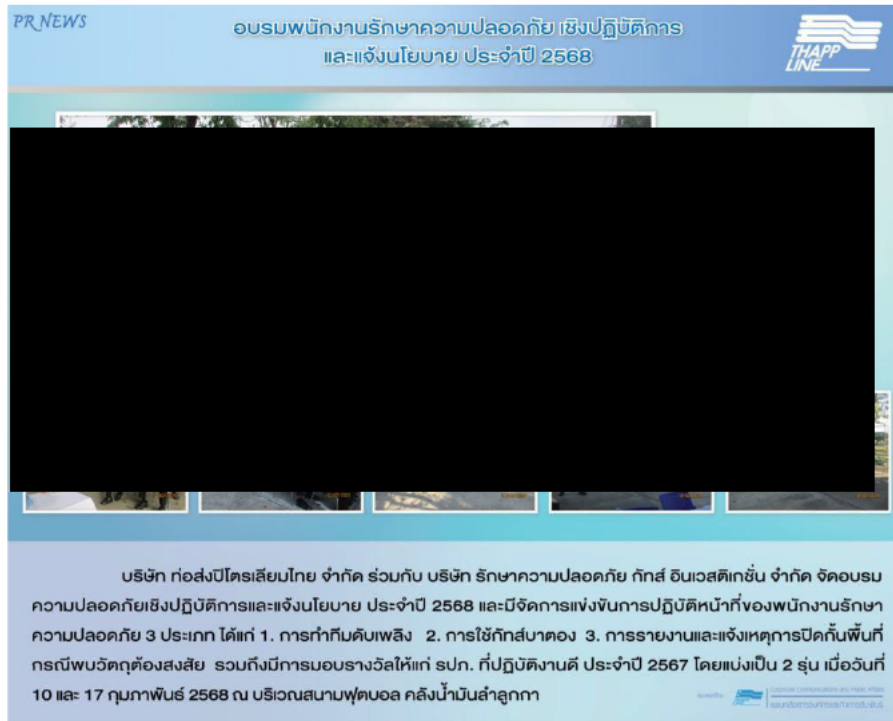 PR NEWS
อบรมพนักงานรักษาความปลอดภัย เชิงปฏิบัติการ
และแจ้งนโยบาย ประจำปี 2568
THAPP
LINE
บริษัท ท่อส่งปิโตรเลียมไทย จำกัด ร่วมกับ บริษัท รักษาความปลอดภัย กัทส์ อินเวสติเกชั่น จำกัด จัดอบรม
ความปลอดภัยเชิงปฏิบัติการและแจ้งนโยบาย ประจำปี 2568 และมีจัดการแข่งขันการปฏิบัติหน้าที่ของพนักงานรักษา
ความปลอดภัย 3 ประเภท ได้แก่ 1. การทำทีมดับเพลิง 2. การใช้กัทส์บาตอง 3. การรายงานและแจ้งเหตุการปิดกั้นพื้นที่
กรณีพบวัตถุต้องสงสัย รวมถึงมีการมอบรางวัลให้แก่ รปภ. ที่ปฏิบัติงานดี ประจำปี 2567 โดยแบ่งเป็น 2 รุ่น เมื่อวันที่
10 และ 17 กุมภาพันธ์ 2568 ณ บริเวณสนามฟุตบอล คลังน้ำมันลำลูกกา